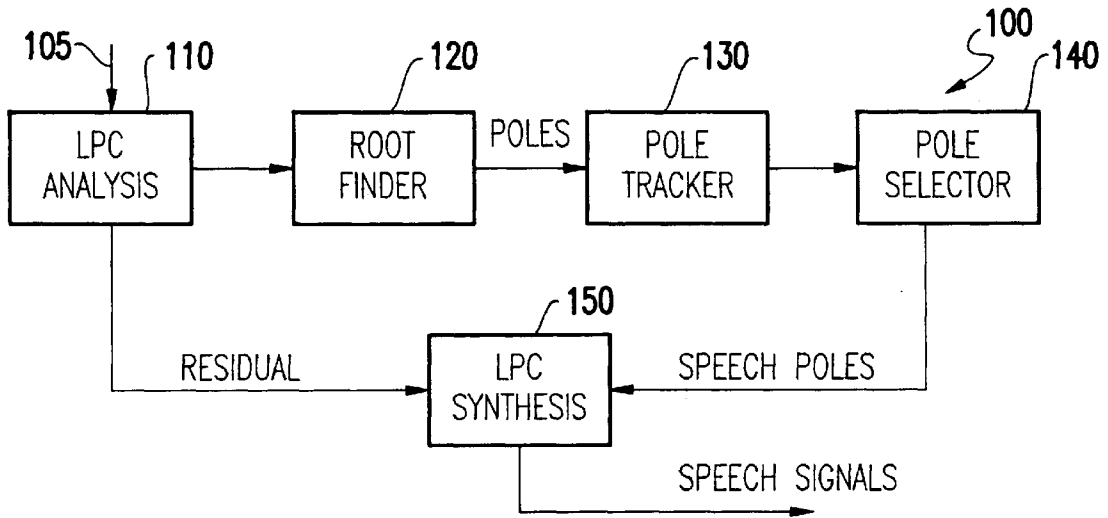 105
110
120
130
100
140
LPC
ANALYSIS
ROOT
FINDER
POLES
POLE
TRACKER
POLE
SELECTOR
150
RESIDUAL
LPC
SYNTHESIS
SPEECH POLES
SPEECH SIGNALS